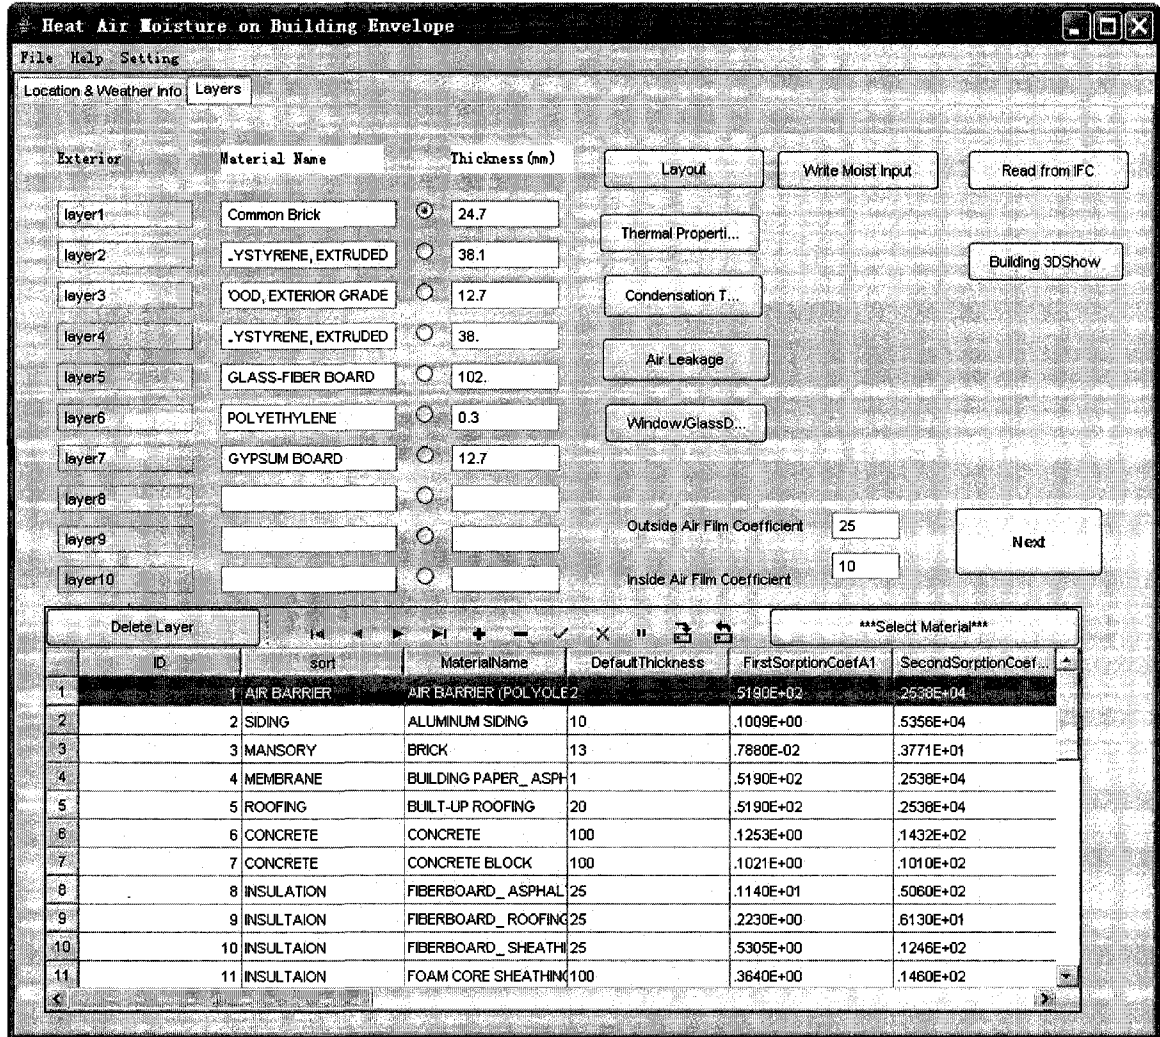 Heat Air Moisture on Building Envelope
File Help Setting
Location & Weather Info Layers
Exterior Material Name Thickness(mm)
Layout Write Moist Input Read from IFC
layer1 Common Brick 24.7
Thermal Properti...
layer2 .YSTYRENE, EXTRUDED 38.1
Building 3DShow
layer3 'OOD, EXTERIOR GRADE 12.7
Condensation T...
layer4 .YSTYRENE, EXTRUDED 38.
Air Leakage
layer5 GLASS-FIBER BOARD 102.
layer6 POLYETHYLENE 0.3
Window/GlassD...
layer7 GYPSUM BOARD 12.7
layer8
Outside Air Film Coefficient 25
layer9
Next
layer10
Inside Air Film Coefficient 10
Delete Layer ***Select Material***
ID sort MaterialName DefaultThickness FirstSorptionCoefA1 SecondSorptionCoef...
1 1 AIR BARRIER AIR BARRIER (POLYOLE 2 .5190E+02 .2538E+04
2 2 SIDING ALUMINUM SIDING 10 .1009E+00 .5356E+04
3 3 MANSORY BRICK 13 .7880E-02 .3771E+01
4 4 MEMBRANE BUILDING PAPER_ ASPH 1 .5190E+02 .2538E+04
5 5 ROOFING BUILT-UP ROOFING 20 .5190E+02 .2538E+04
6 6 CONCRETE CONCRETE 100 .1253E+00 .1432E+02
7 7 CONCRETE CONCRETE BLOCK 100 .1021E+00 .1010E+02
8 8 INSULATION FIBERBOARD_ ASPHAL 25 .1140E+01 .5060E+02
9 9 INSULTAION FIBERBOARD_ ROOFING 25 .2230E+00 .6130E+01
10 10 INSULTAION FIBERBOARD_ SHEATHI 25 .5305E+00 .1246E+02
11 11 INSULTAION FOAM CORE SHEATHING 100 .3640E+00 .1460E+02